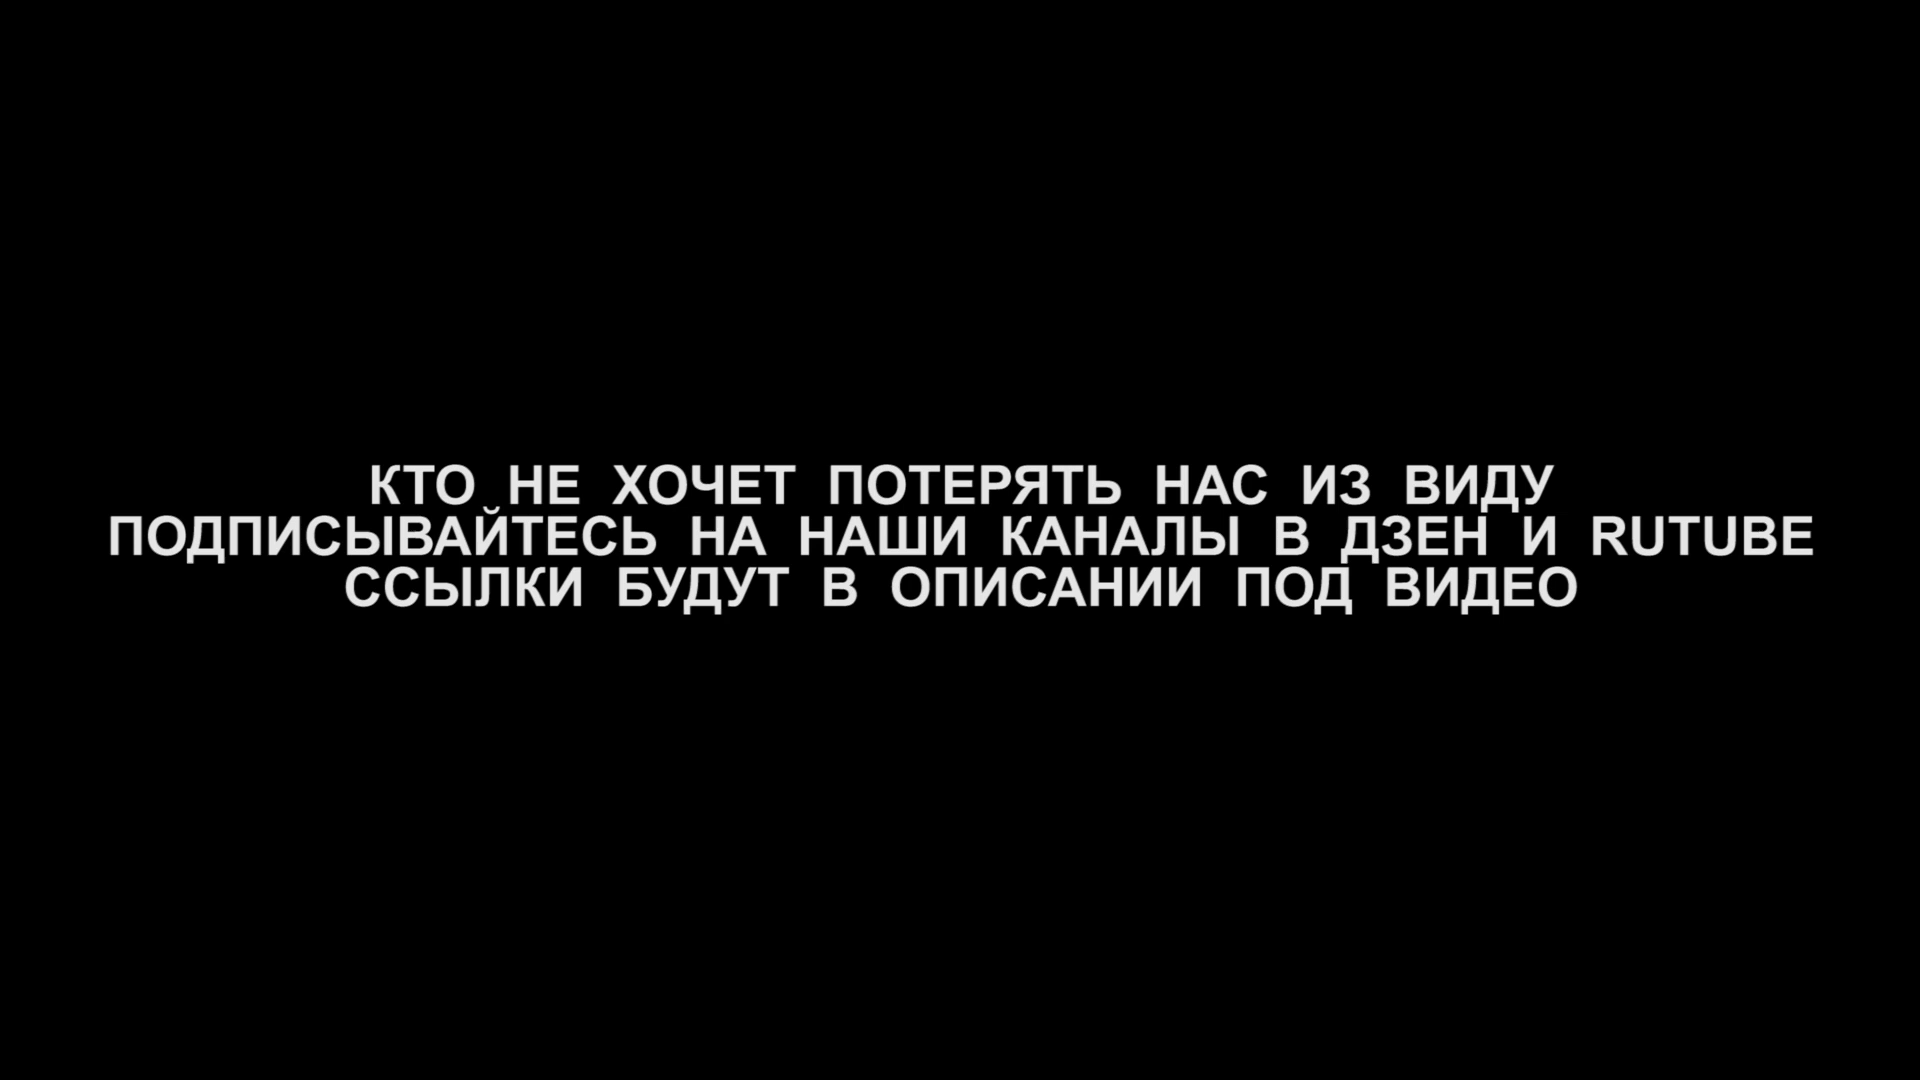 КТО НЕ ХОЧЕТ ПОТЕРЯТЬ НАС ИЗ ВИДУ
ПОДПИСЫВАЙТЕСЬ НА НАШИ КАНАЛЫ В ДЗЕН И RUTUBE
ССЫЛКИ БУДУТ В ОПИСАНИИ ПОД ВИДЕО